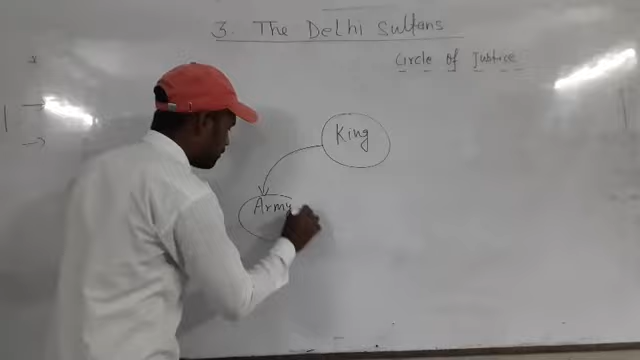 3. The Delhi Sultans
Circle of Justice
King
Army